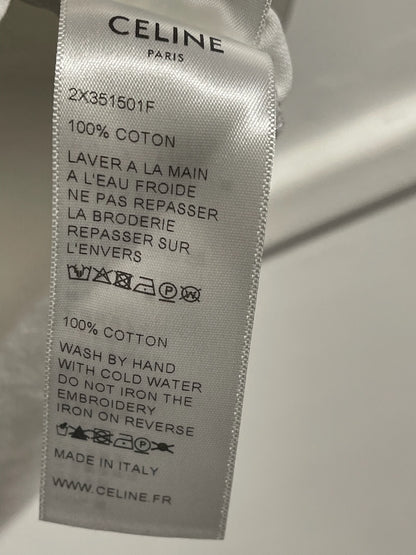 CELINE
PARIS
2X351501F
100% COTON
LAVER A LA MAIN
A L'EAU FROIDE
NE PAS REPASSER
LA BRODERIE
REPASSER SUR
L'ENVERS
100% COTTON
WASH BY HAND
WITH COLD WATER
DO NOT IRON THE
EMBROIDERY
IRON ON REVERSE
MADE IN ITALY
WWW.CELINE.FR